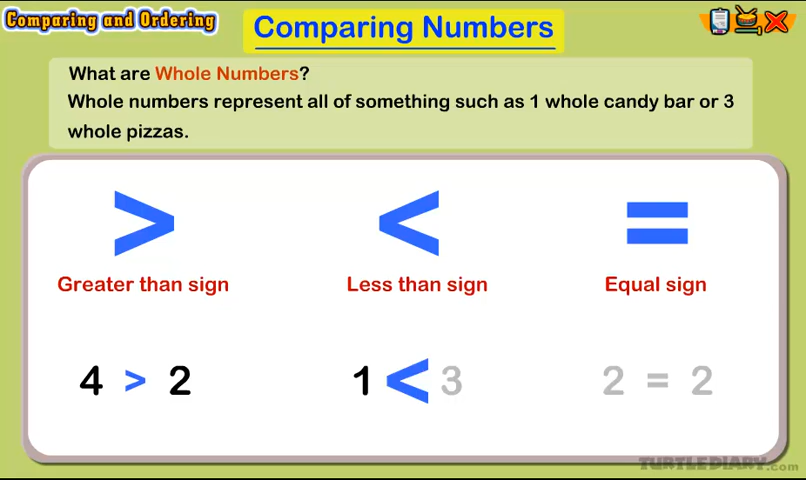 Comparing and Ordering
Comparing Numbers
What are Whole Numbers?
Whole numbers represent all of something such as 1 whole candy bar or 3
whole pizzas.
> < =
Greater than sign Less than sign Equal sign
4 > 2 1 < 3 2 = 2
TURTLEDIARY.com